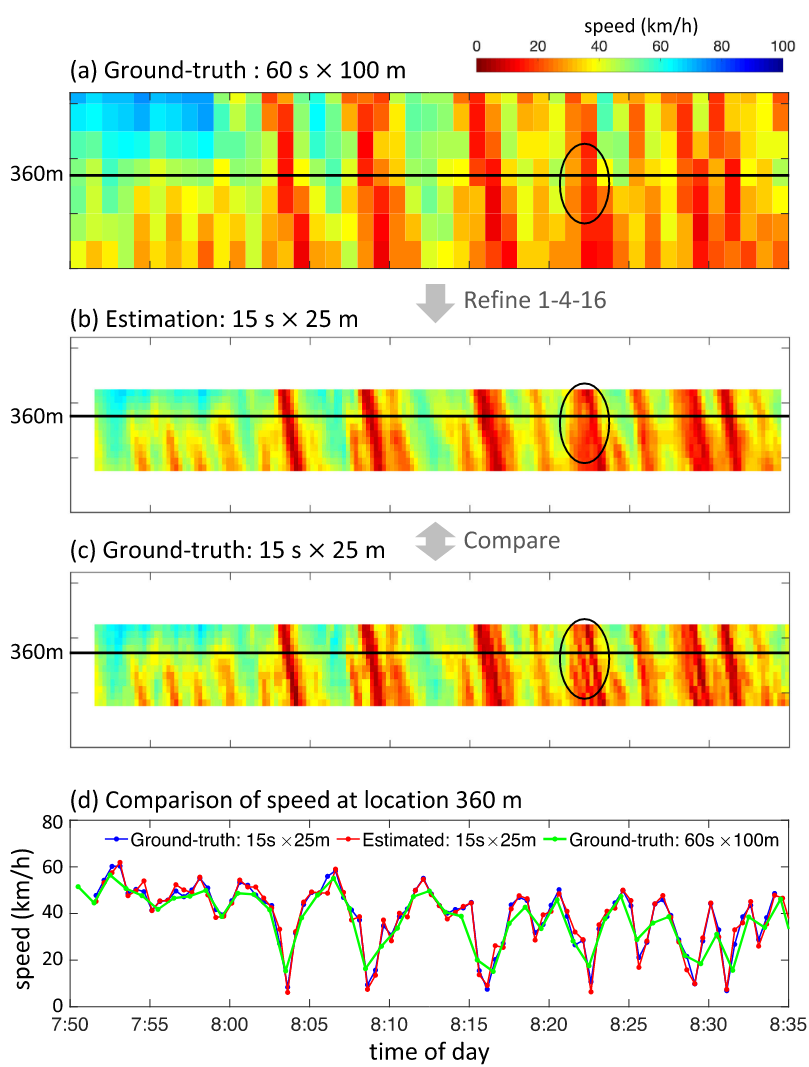 speed (km/h)
0 20 40 60 80 100
(a) Ground-truth : 60 s × 100 m
360m
Refine 1-4-16
(b) Estimation: 15 s × 25 m
360m
Compare
(c) Ground-truth: 15 s × 25 m
360m
(d) Comparison of speed at location 360 m
Ground-truth: 15s ×25m Estimated: 15s×25m Ground-truth: 60s ×100m
speed (km/h)
80
60
40
20
0
7:50 7:55 8:00 8:05 8:10 8:15 8:20 8:25 8:30 8:35
time of day